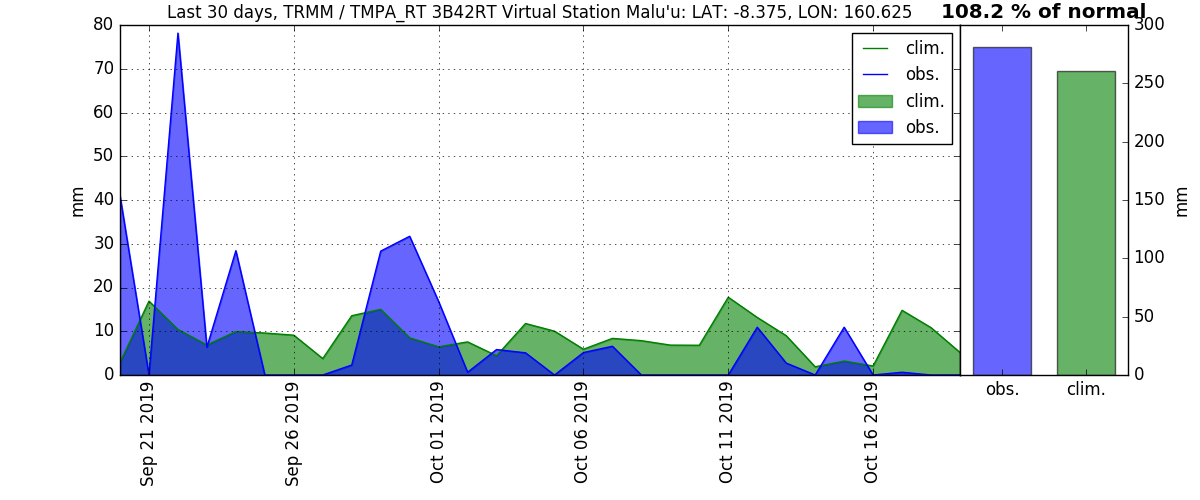 Last 30 days, TRMM / TMPA_RT 3B42RT Virtual Station Malu'u: LAT: -8.375, LON: 160.625
108.2 % of normal
80
70
60
50
40
30
20
10
0
mm
clim.
obs.
clim.
obs.
Sep 21 2019
Sep 26 2019
Oct 01 2019
Oct 06 2019
Oct 11 2019
Oct 16 2019
300
250
200
150
100
50
0
mm
obs.
clim.